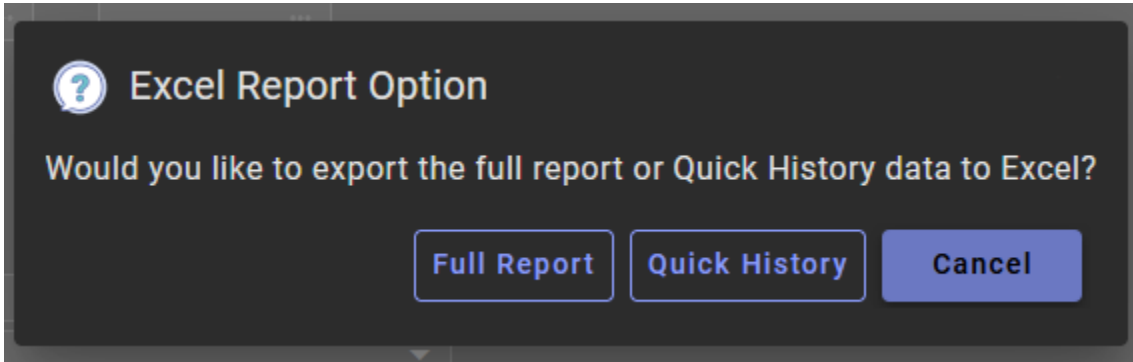 Excel Report Option
Would you like to export the full report or Quick History data to Excel?
Full Report Quick History Cancel